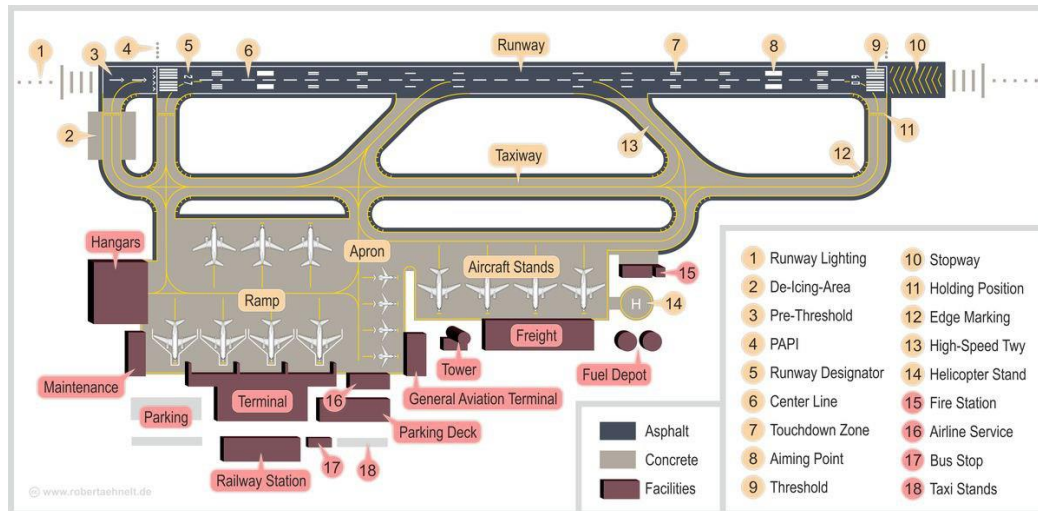 1
3
4
5
6
Runway
7
8
9
10
27
09
2
11
13
12
Taxiway
Hangars
Apron
Aircraft Stands
15
Ramp
14
H
Freight
Maintenance
Tower
Fuel Depot
Terminal
16
General Aviation Terminal
Parking
Parking Deck
Railway Station
17
18
Asphalt
Concrete
Facilities
1 Runway Lighting
2 De-Icing-Area
3 Pre-Threshold
4 PAPI
5 Runway Designator
6 Center Line
7 Touchdown Zone
8 Aiming Point
9 Threshold
10 Stopway
11 Holding Position
12 Edge Marking
13 High-Speed Twy
14 Helicopter Stand
15 Fire Station
16 Airline Service
17 Bus Stop
18 Taxi Stands
www.robertaehnelt.de